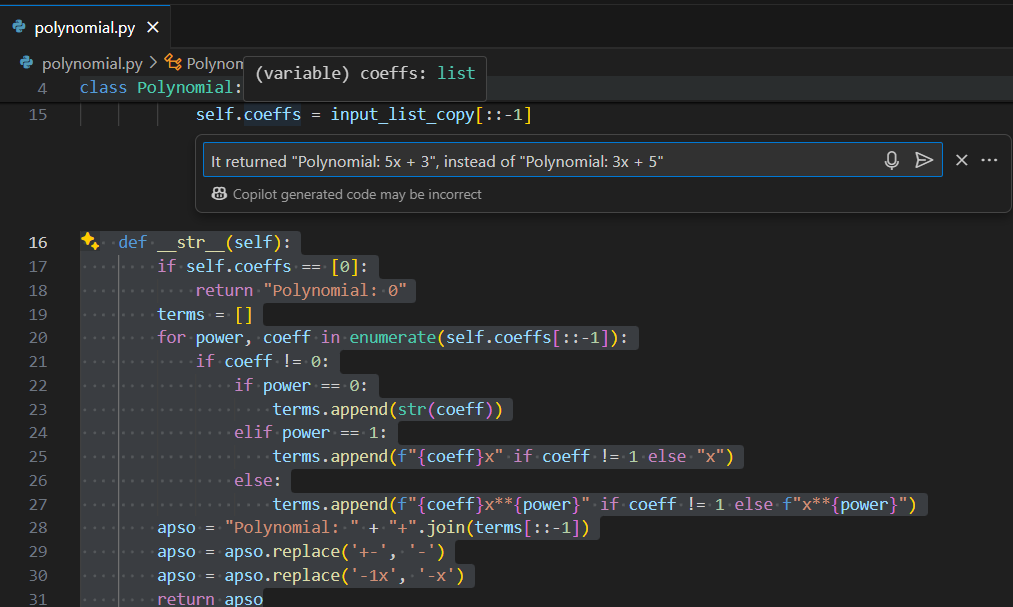 polynomial.py
polynomial.py > Polynom
(variable) coeffs: list
4 class Polynomial:
15 self.coeffs = input_list_copy[::-1]
It returned "Polynomial: 5x + 3", instead of "Polynomial: 3x + 5"
Copilot generated code may be incorrect
16 def __str__(self):
17 if self.coeffs == [0]:
18 return "Polynomial: 0"
19 terms = []
20 for power, coeff in enumerate(self.coeffs[::-1]):
21 if coeff != 0:
22 if power == 0:
23 terms.append(str(coeff))
24 elif power == 1:
25 terms.append(f"{coeff}x" if coeff != 1 else "x")
26 else:
27 terms.append(f"{coeff}x**{power}" if coeff != 1 else f"x**{power}")
28 apso = "Polynomial: " + "+".join(terms[::-1])
29 apso = apso.replace('+-', '-')
30 apso = apso.replace('-1x', '-x')
31 return apso